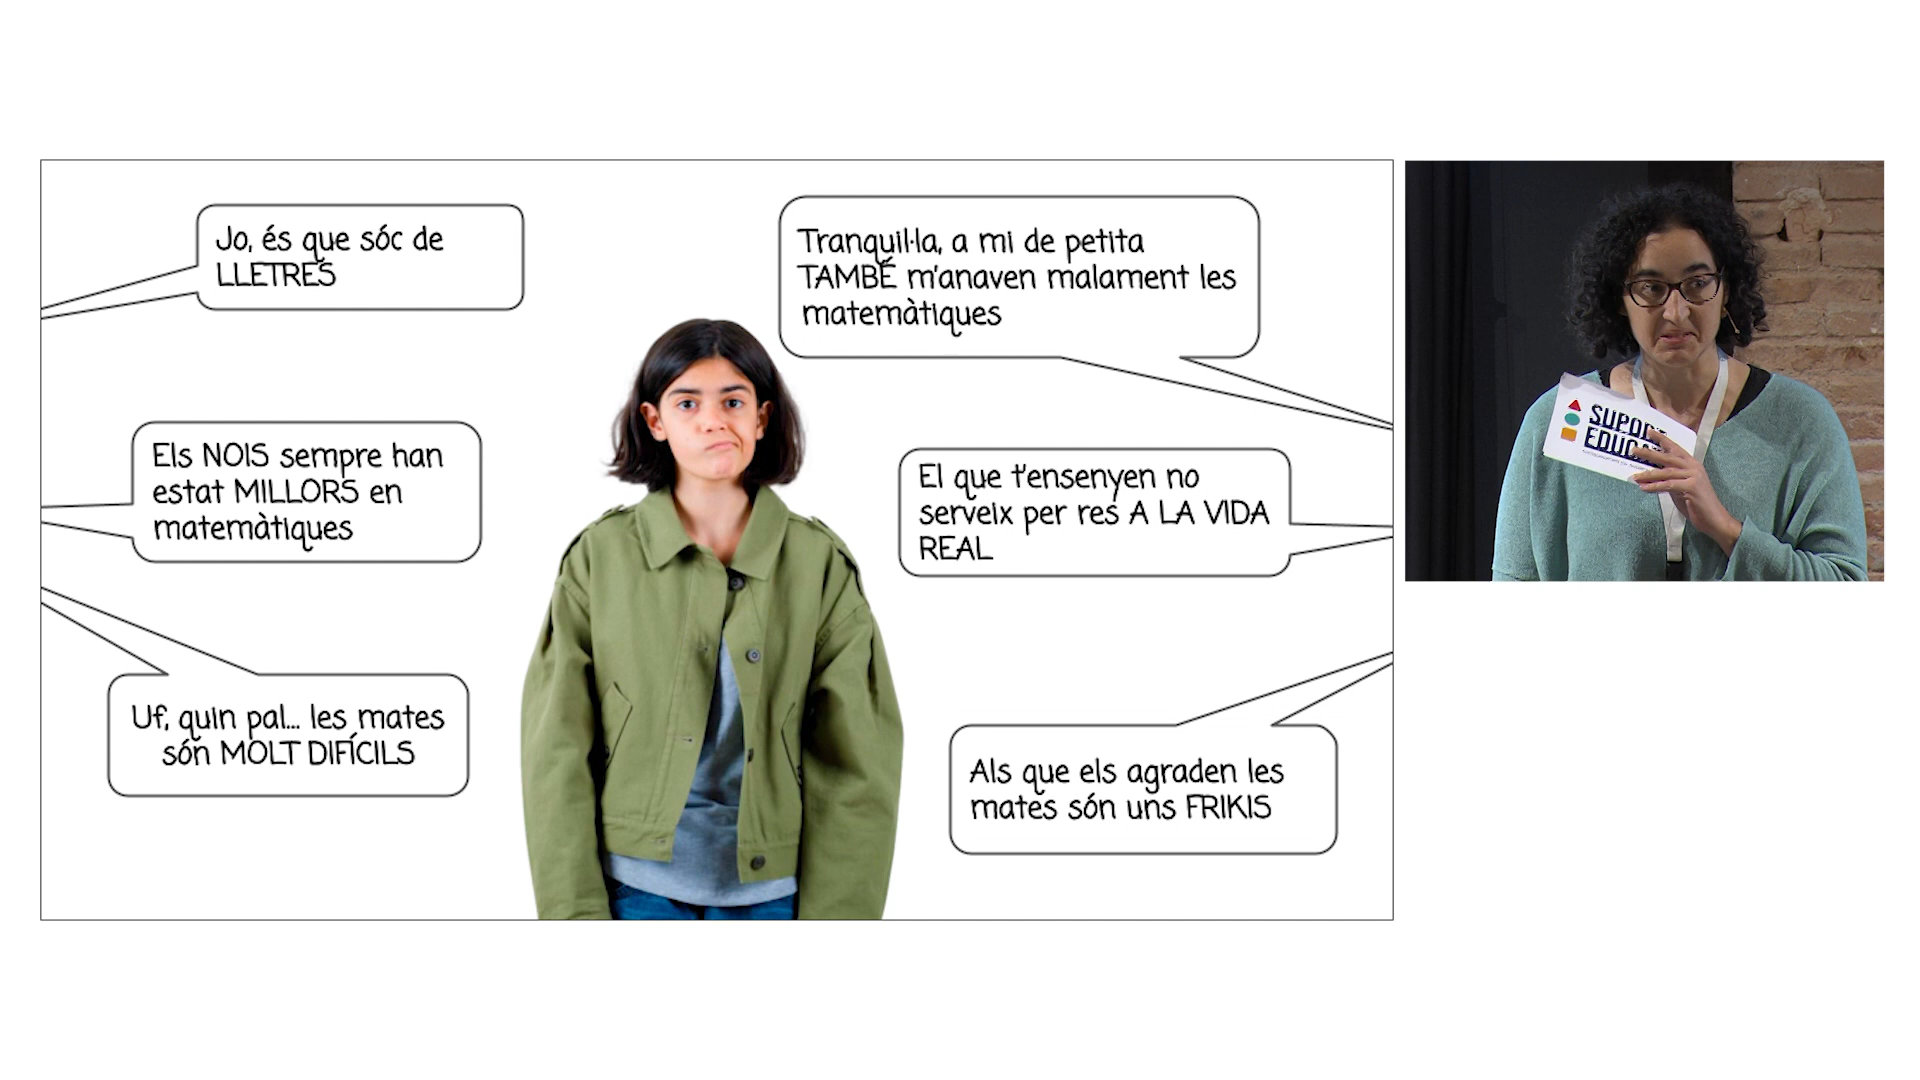 Jo, és que sóc de
LLETRES
Els NOIS sempre han
estat MILLORS en
matemàtiques
Uf, quin pal... les mates
són MOLT DIFÍCILS
Tranquil·la, a mi de petita
TAMBÉ m'anaven malament les
matemàtiques
El que t'ensenyen no
serveix per res A LA VIDA
REAL
Als que els agraden les
mates són uns FRIKIS